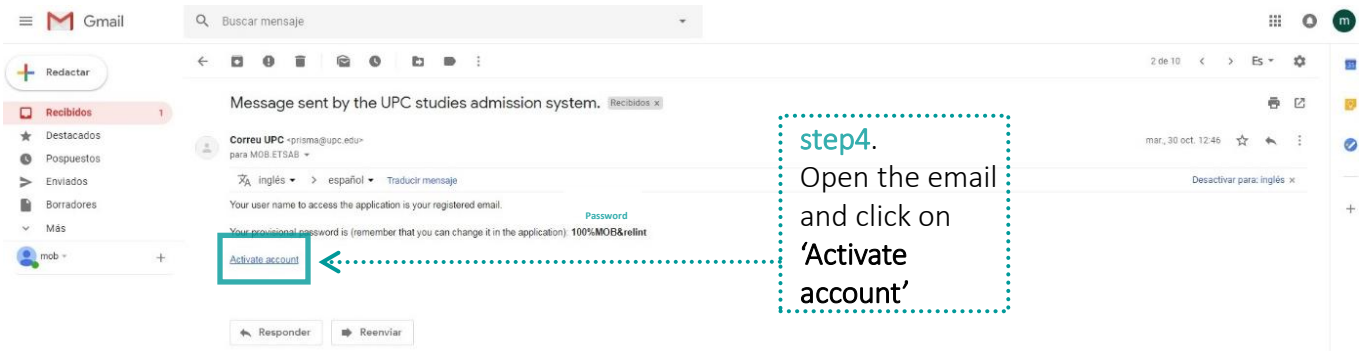 Gmail
Buscar mensaje
m
Redactar
2 de 10
Es
31
Recibidos 1
Destacados
Pospuestos
Enviados
Borradores
Más
mob
+
Message sent by the UPC studies admission system. Recibidos x
Correu UPC <prisma@upc.edu>
mar., 30 oct. 12:46
para MOB.ETSAB
inglés > español Traducir mensaje
Desactivar para: inglés x
Your user name to access the application is your registered email.
Password
Your provisional password is (remember that you can change it in the application): 100%MOB&relint
Activate account
Responder
Reenviar
step4.
Open the email
and click on
‘Activate
account’